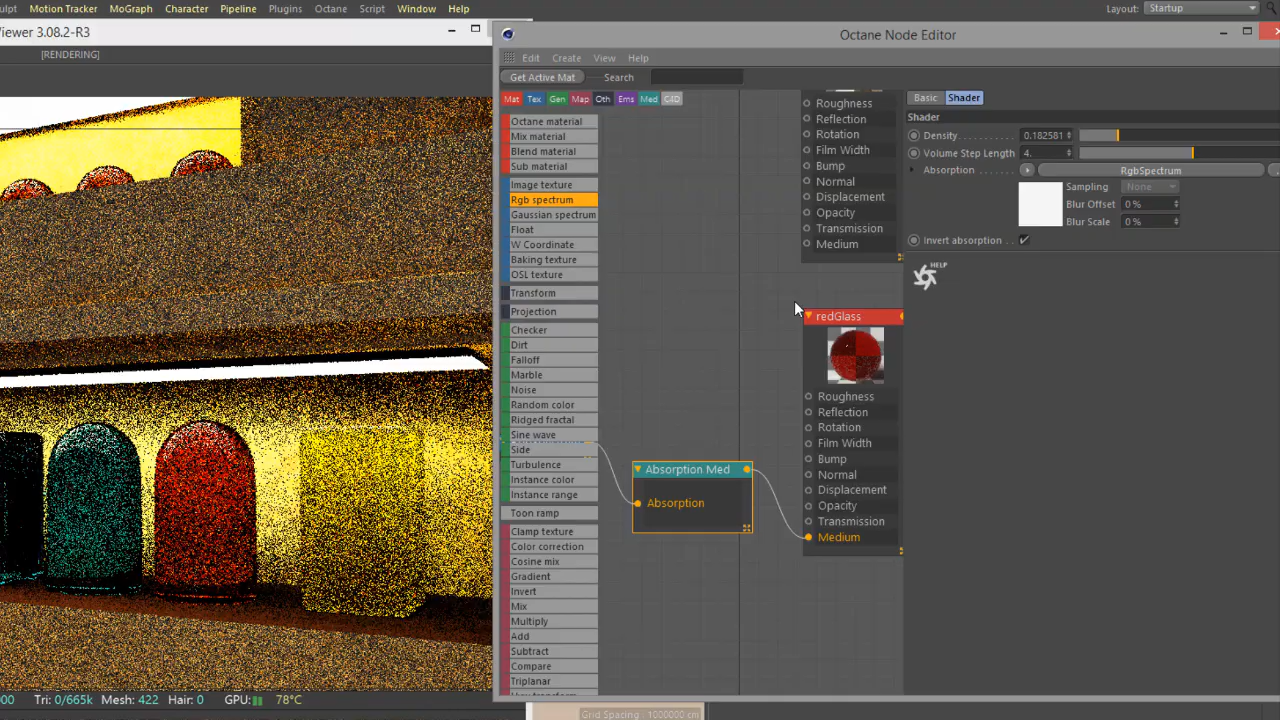 Motion Tracker MoGraph Character Pipeline Plugins Octane Script Window Help Layout: Startup
Viewer 3.08.2-R3
[RENDERING]
Octane Node Editor
Edit Create View Help
Get Active Mat Search
Mat Tex Gen Map Oth Ems Med C4D
Octane material
Mix material
Blend material
Sub material
Image texture
Rgb spectrum
Gaussian spectrum
Float
W Coordinate
Baking texture
OSL texture
Transform
Projection
Checker
Dirt
Falloff
Marble
Noise
Random color
Ridged fractal
Sine wave
Side
Turbulence
Instance color
Instance range
Toon ramp
Clamp texture
Color correction
Cosine mix
Gradient
Invert
Mix
Multiply
Add
Subtract
Compare
Triplanar
Roughness
Reflection
Rotation
Film Width
Bump
Normal
Displacement
Opacity
Transmission
Medium
redGlass
Roughness
Reflection
Rotation
Film Width
Bump
Normal
Displacement
Opacity
Transmission
Medium
Absorption Med
Absorption
Basic Shader
Shader
Density 0.182581
Volume Step Length 4.
Absorption RgbSpectrum
Sampling None
Blur Offset 0 %
Blur Scale 0 %
Invert absorption
HELP
Tri: 0/665k Mesh: 422 Hair: 0 GPU: 78°C
Grid Spacing : 1000000 cm